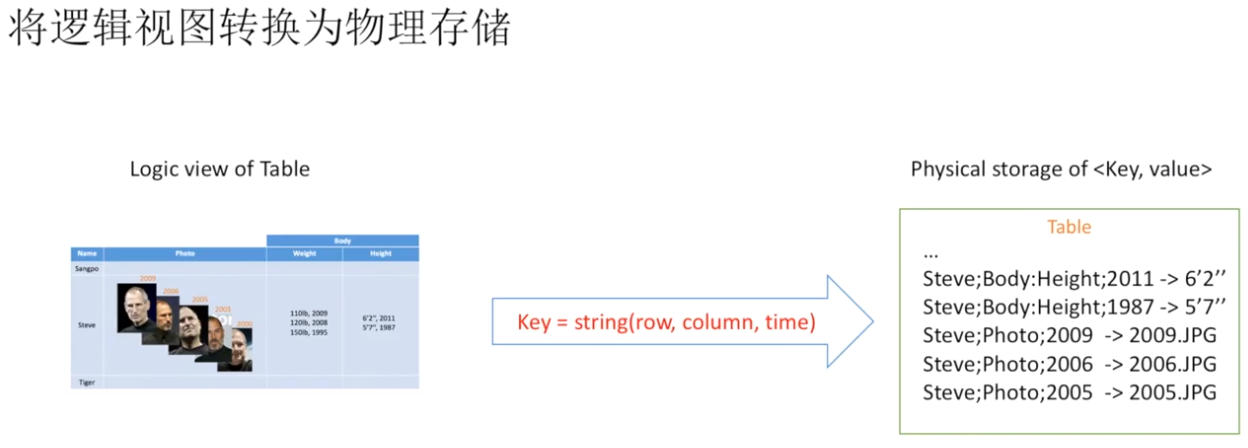 将逻辑视图转换为物理存储
Logic view of Table
Body
Name Photo Weight Height
Sangpo
2009
2006
2005
2003
Steve
110lb, 2009
120lb, 2008
150lb, 1995
6'2", 2011
5'7", 1987
Tiger
Key = string(row, column, time)
Physical storage of <Key, value>
Table
...
Steve;Body:Height;2011 -> 6’2’’
Steve;Body:Height;1987 -> 5’7’’
Steve;Photo;2009 -> 2009.JPG
Steve;Photo;2006 -> 2006.JPG
Steve;Photo;2005 -> 2005.JPG